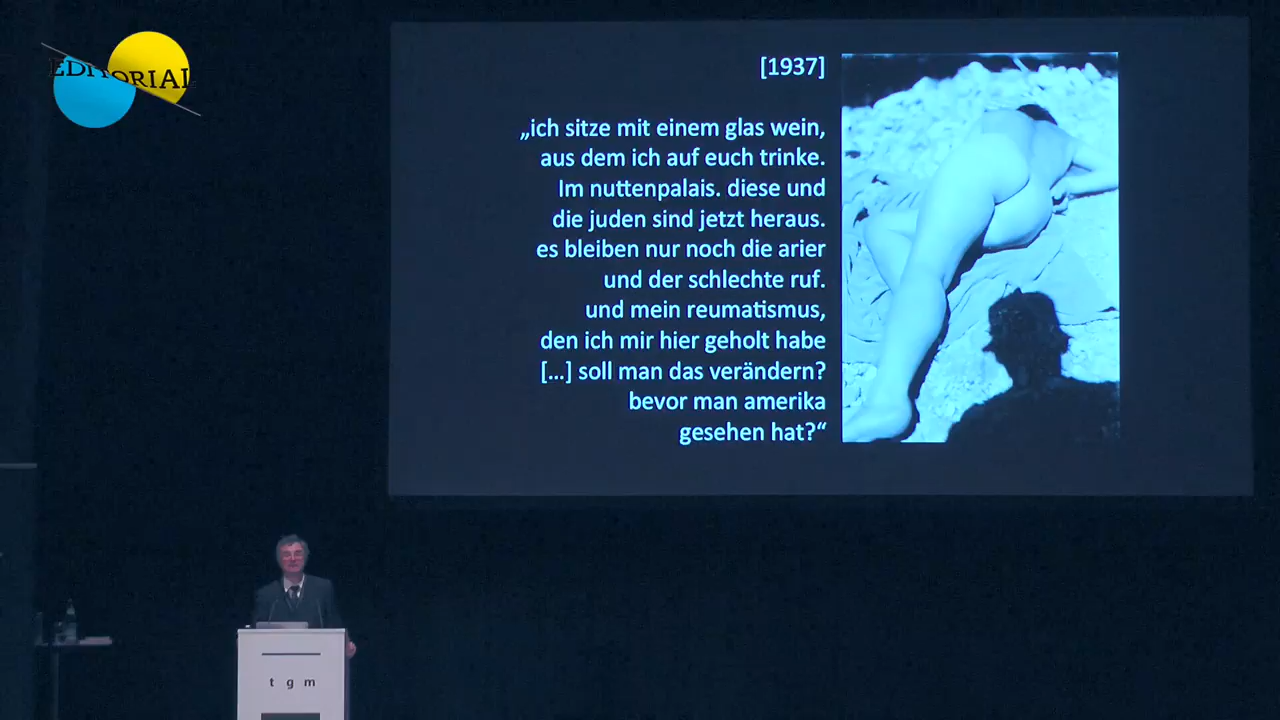 EDITORIAL
[1937]
„ich sitze mit einem glas wein,
aus dem ich auf euch trinke.
Im nuttenpalais. diese und
die juden sind jetzt heraus.
es bleiben nur noch die arier
und der schlechte ruf.
und mein reumatismus,
den ich mir hier geholt habe
[...] soll man das verändern?
bevor man amerika
gesehen hat?“
t g m